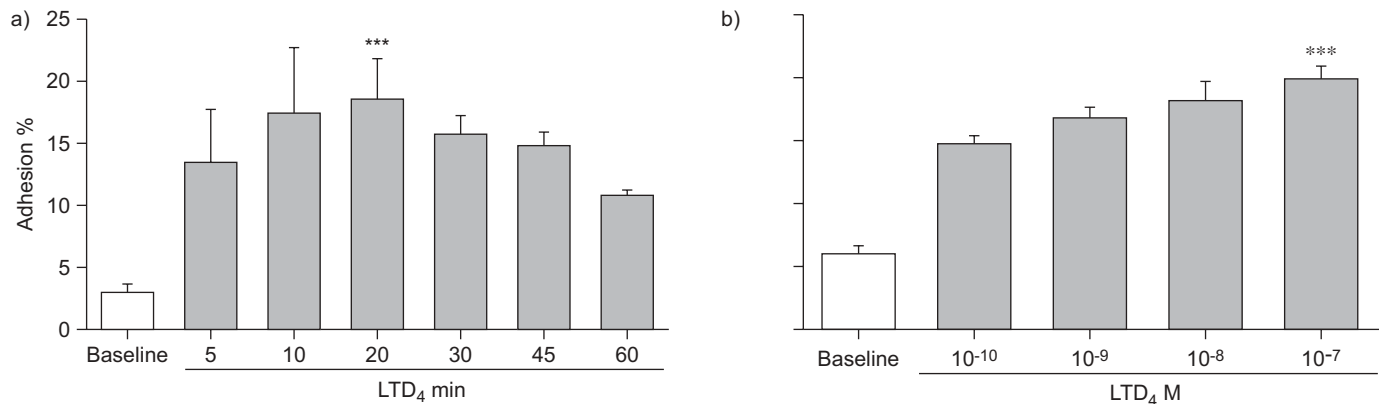 a)
25
20
15
10
5
0
Adhesion %
***
Baseline 5 10 20 30 45 60
LTD₄ min
b)
***
Baseline 10⁻¹⁰ 10⁻⁹ 10⁻⁸ 10⁻⁷
LTD₄ M